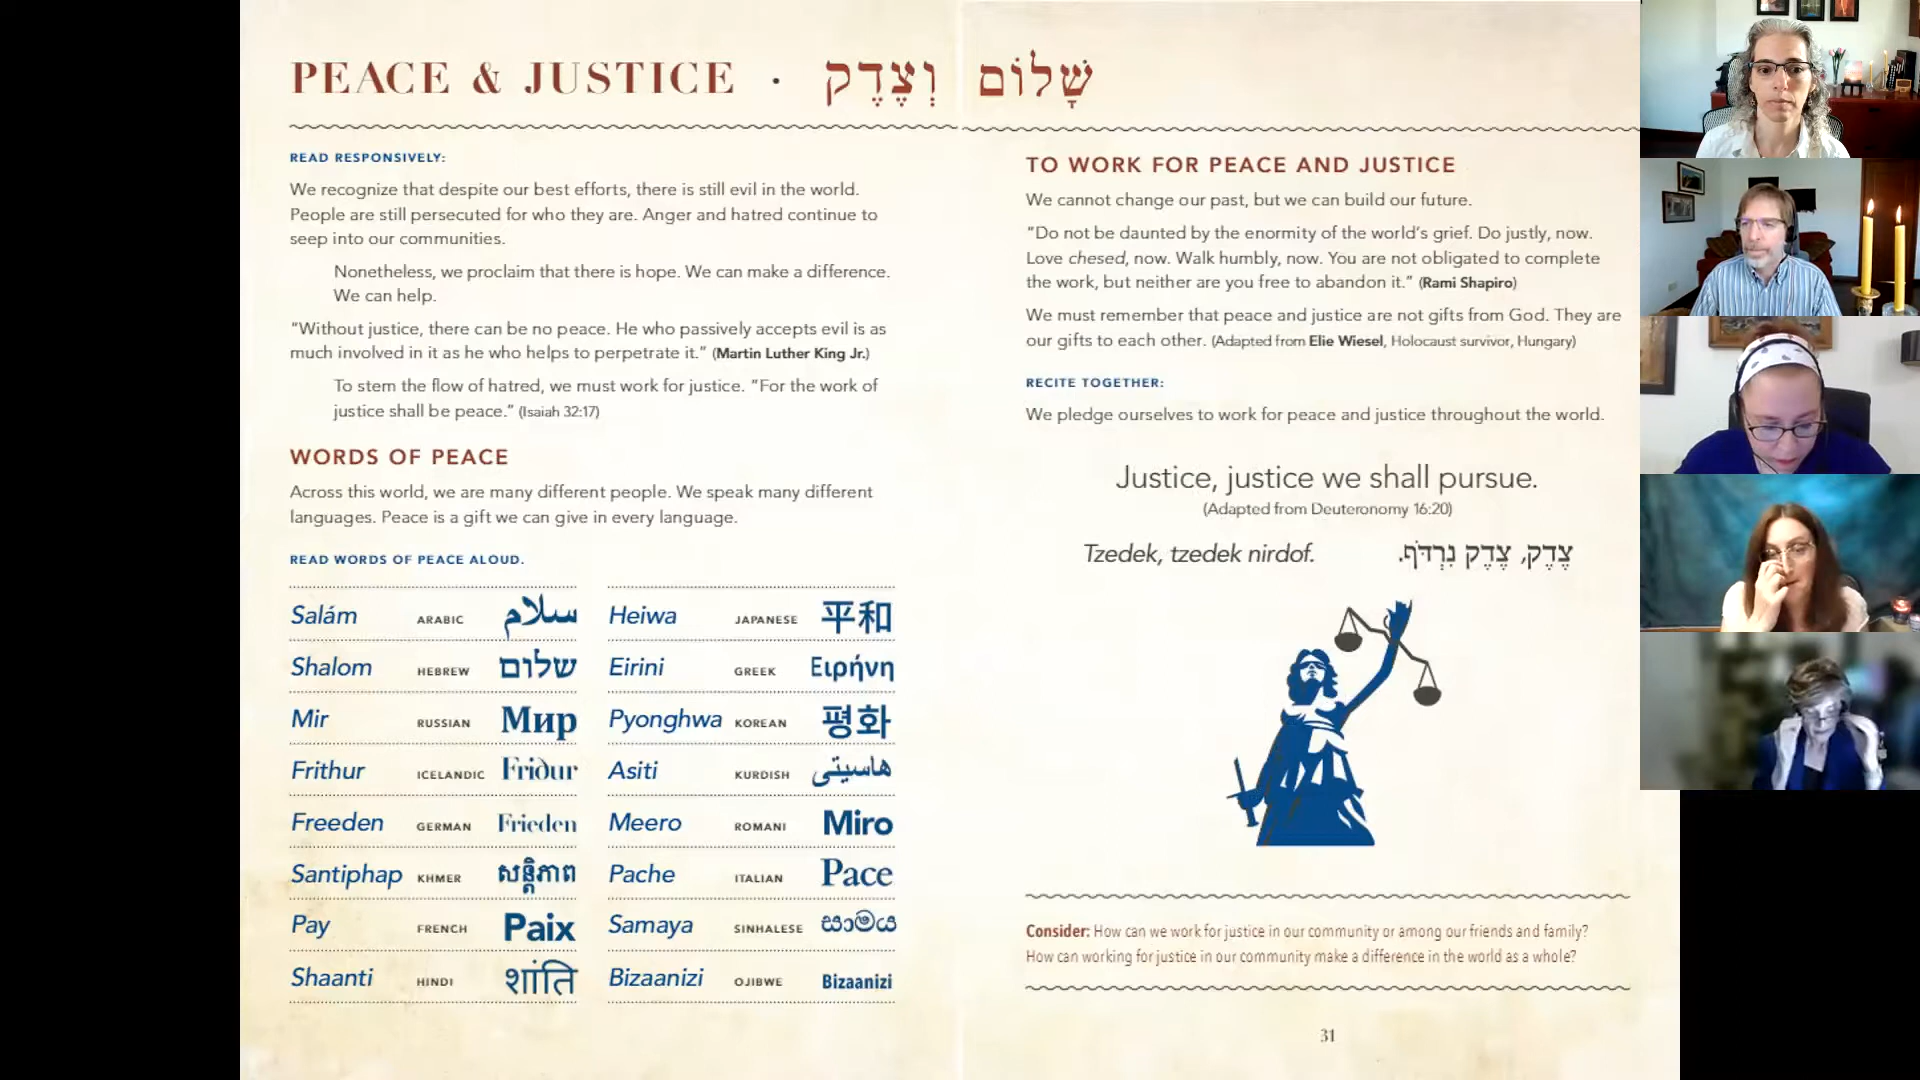 PEACE & JUSTICE · שָׁלוֹם וְצֶדֶק
READ RESPONSIVELY:
We recognize that despite our best efforts, there is still evil in the world.
People are still persecuted for who they are. Anger and hatred continue to
seep into our communities.
Nonetheless, we proclaim that there is hope. We can make a difference.
We can help.
"Without justice, there can be no peace. He who passively accepts evil is as
much involved in it as he who helps to perpetrate it." (Martin Luther King Jr.)
To stem the flow of hatred, we must work for justice. "For the work of
justice shall be peace." (Isaiah 32:17)
WORDS OF PEACE
Across this world, we are many different people. We speak many different
languages. Peace is a gift we can give in every language.
READ WORDS OF PEACE ALOUD.
Salám ARABIC سلام
Shalom HEBREW שלום
Mir RUSSIAN Мир
Frithur ICELANDIC Friður
Freeden GERMAN Frieden
Santiphap KHMER សន្តិភាព
Pay FRENCH Paix
Shaanti HINDI शांति
Heiwa JAPANESE 平和
Eirini GREEK Ειρήνη
Pyonghwa KOREAN 평화
Asiti KURDISH هاسيتى
Meero ROMANI Miro
Pache ITALIAN Pace
Samaya SINHALESE සාමය
Bizaanizi OJIBWE Bizaanizi
TO WORK FOR PEACE AND JUSTICE
We cannot change our past, but we can build our future.
"Do not be daunted by the enormity of the world's grief. Do justly, now.
Love chesed, now. Walk humbly, now. You are not obligated to complete
the work, but neither are you free to abandon it." (Rami Shapiro)
We must remember that peace and justice are not gifts from God. They are
our gifts to each other. (Adapted from Elie Wiesel, Holocaust survivor, Hungary)
RECITE TOGETHER:
We pledge ourselves to work for peace and justice throughout the world.
Justice, justice we shall pursue.
(Adapted from Deuteronomy 16:20)
Tzedek, tzedek nirdof. צֶדֶק, צֶדֶק נִרְדֹּף.
Consider: How can we work for justice in our community or among our friends and family?
How can working for justice in our community make a difference in the world as a whole?
31